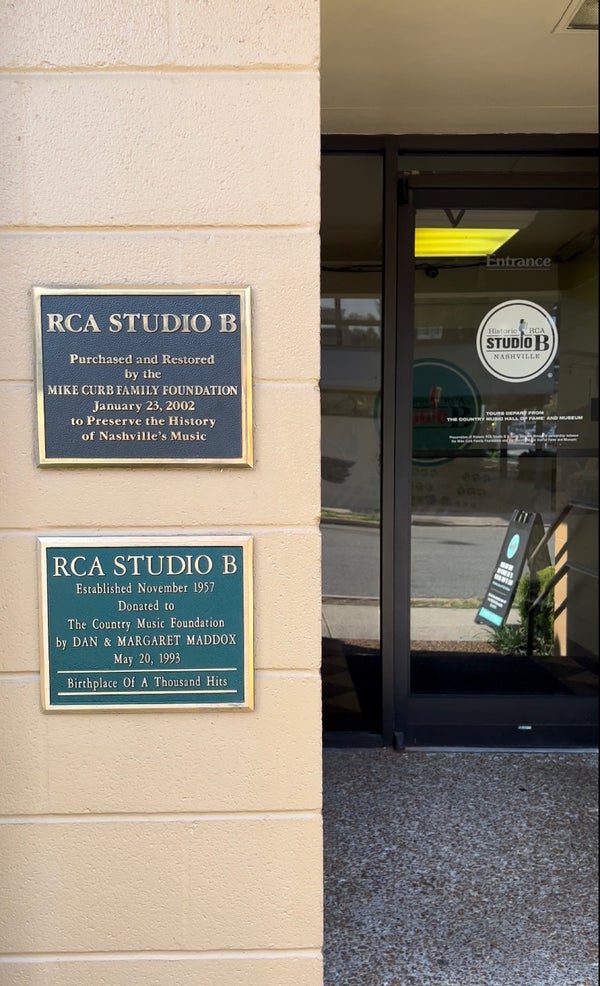 RCA STUDIO B
Purchased and Restored
by the
MIKE CURB FAMILY FOUNDATION
January 23, 2002
to Preserve the History
of Nashville's Music
RCA STUDIO B
Established November 1957
Donated to
The Country Music Foundation
by DAN & MARGARET MADDOX
May 20, 1993
Birthplace Of A Thousand Hits
Entrance
Historic RCA
STUDIO B
NASHVILLE
TOURS DEPART FROM
THE COUNTRY MUSIC HALL OF FAME AND MUSEUM